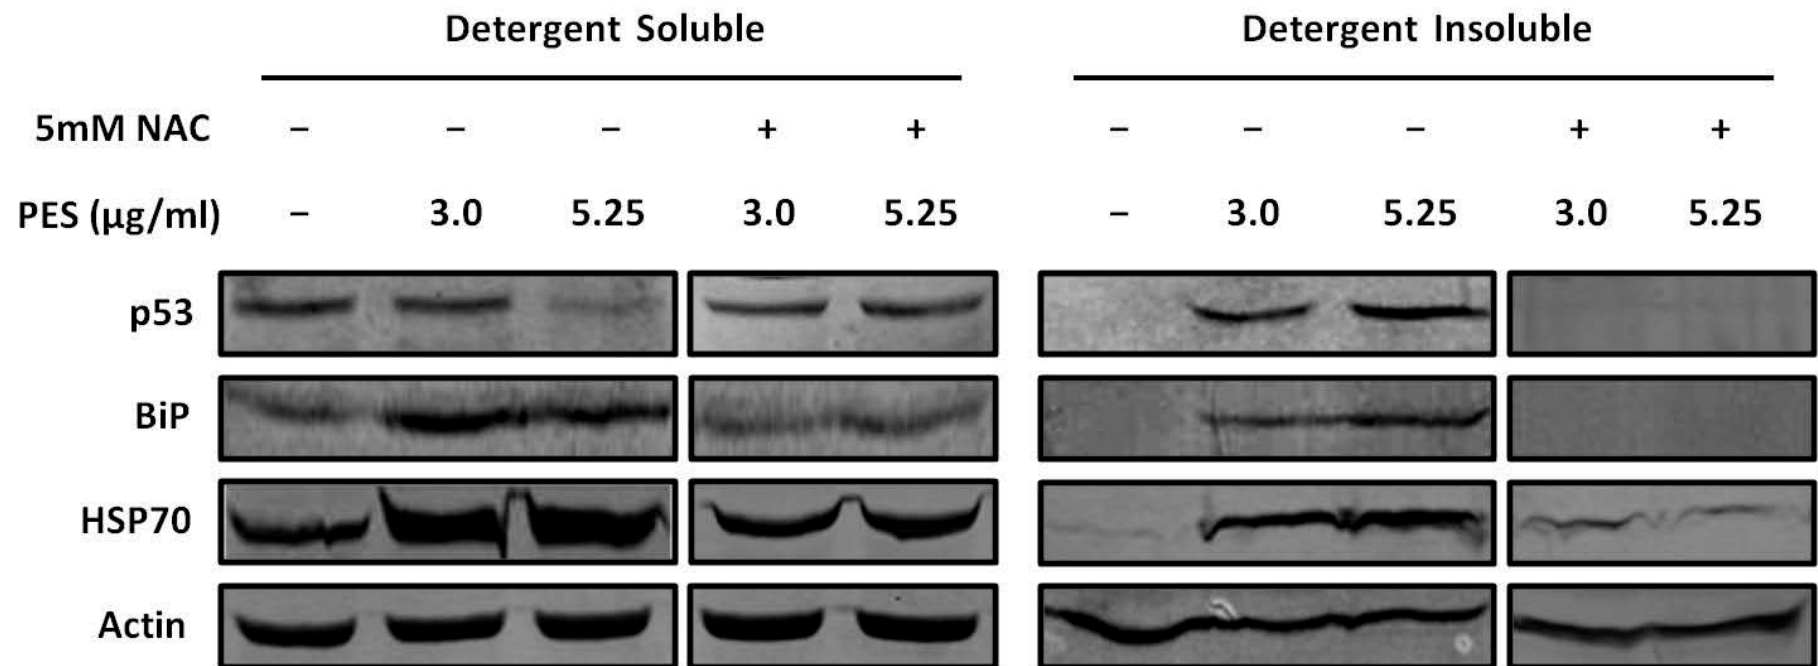 Detergent Soluble Detergent Insoluble
5mM NAC – – – + + – – – + +
PES (µg/ml) – 3.0 5.25 3.0 5.25 – 3.0 5.25 3.0 5.25
p53
BiP
HSP70
Actin